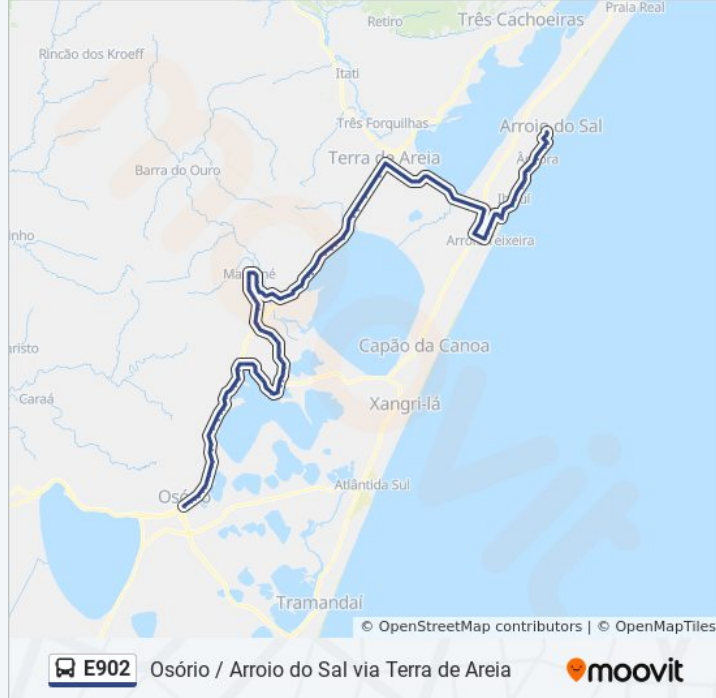 Praia Real
Três Cachoeiras
Retiro
Rincão dos Kroeff
Itati
Três Forquilhas
Arroio do Sal
Terra de Areia
Barra do Ouro
Arroio Teixeira
Capão da Canoa
Caraá
Xangri-lá
Atlântida Sul
Osório
Tramandaí
© OpenStreetMap contributors | © OpenMapTiles
E902 Osório / Arroio do Sal via Terra de Areia moovit